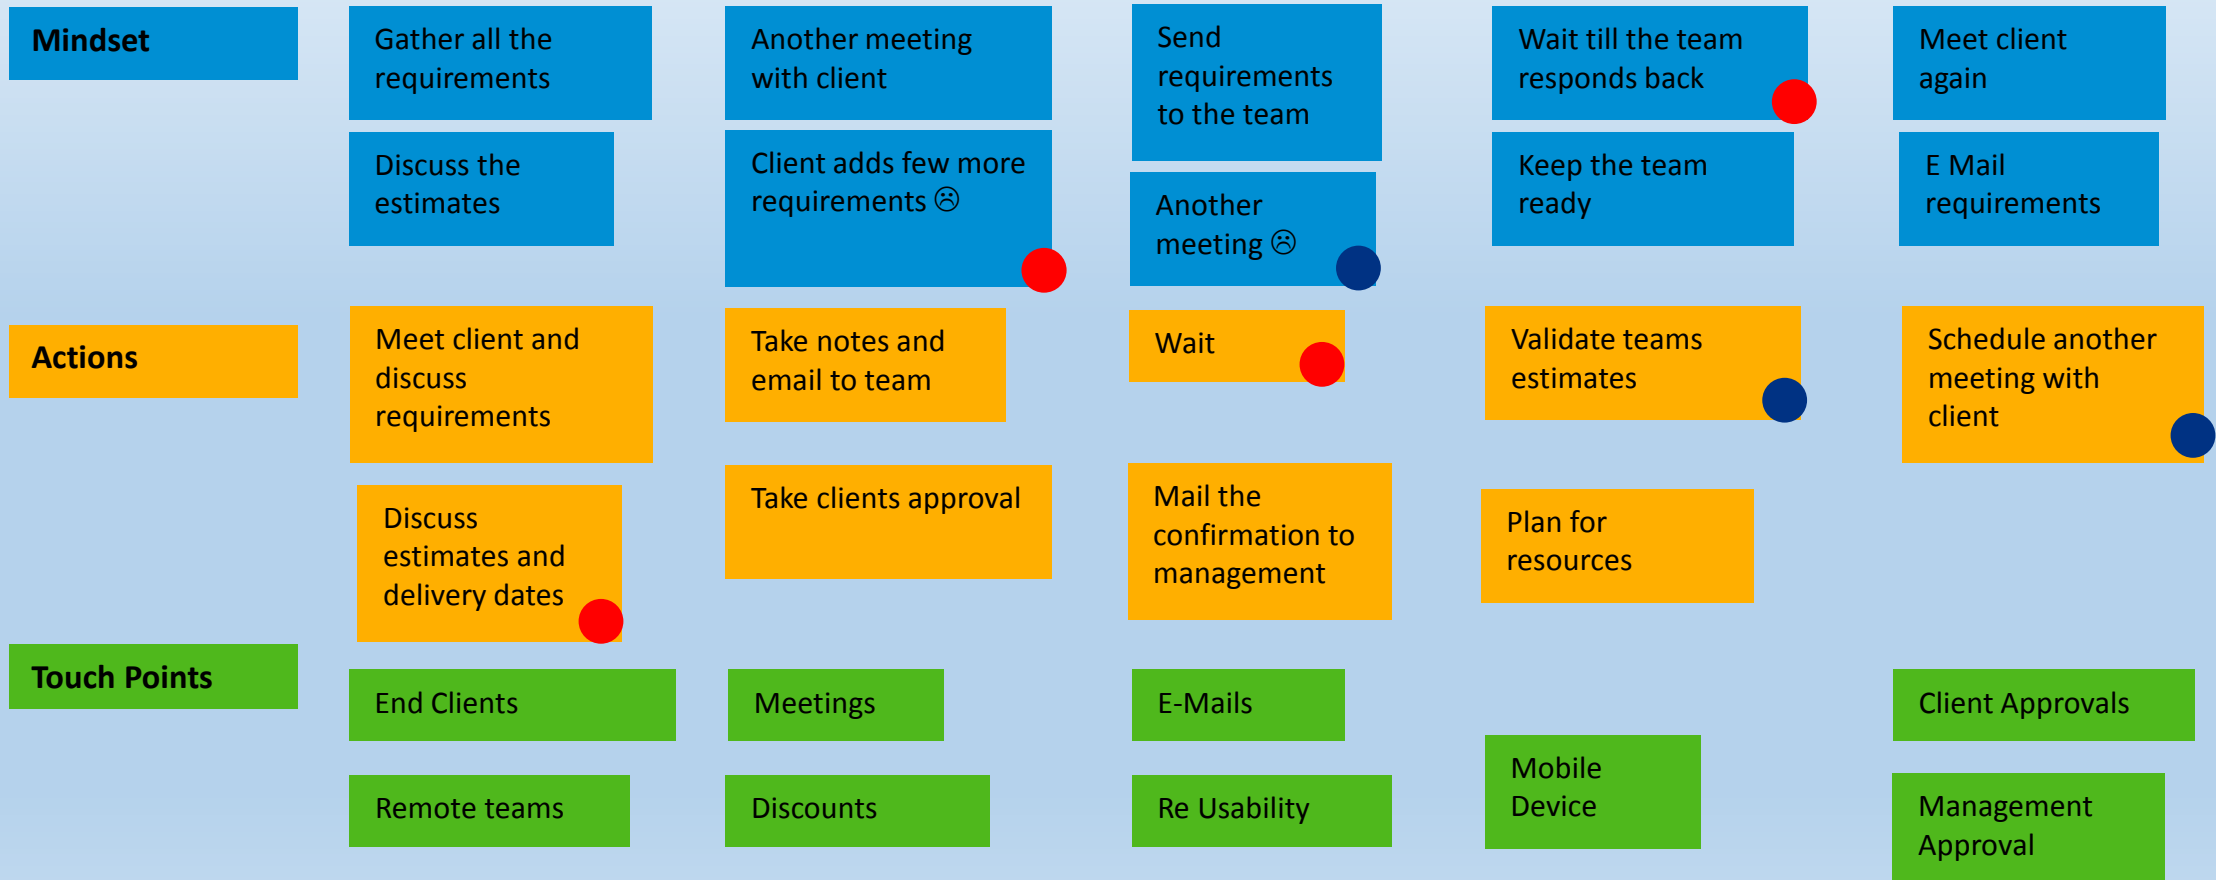 Mindset
Gather all the
requirements
Another meeting
with client
Send
requirements
to the team
Wait till the team
responds back
Meet client
again
Discuss the
estimates
Client adds few more
requirements ☹
Another
meeting ☹
Keep the team
ready
E Mail
requirements
Actions
Meet client and
discuss
requirements
Take notes and
email to team
Wait
Validate teams
estimates
Schedule another
meeting with
client
Discuss
estimates and
delivery dates
Take clients approval
Mail the
confirmation to
management
Plan for
resources
Touch Points
End Clients
Meetings
E-Mails
Mobile
Device
Client Approvals
Remote teams
Discounts
Re Usability
Management
Approval